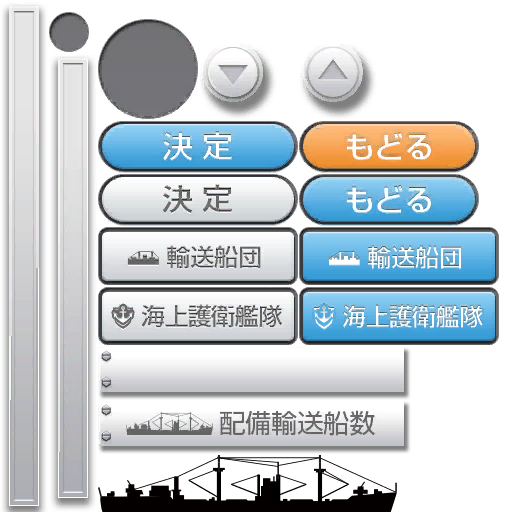 決定 もどる
決定 もどる
輸送船団 輸送船団
海上護衛艦隊 海上護衛艦隊
配備輸送船数